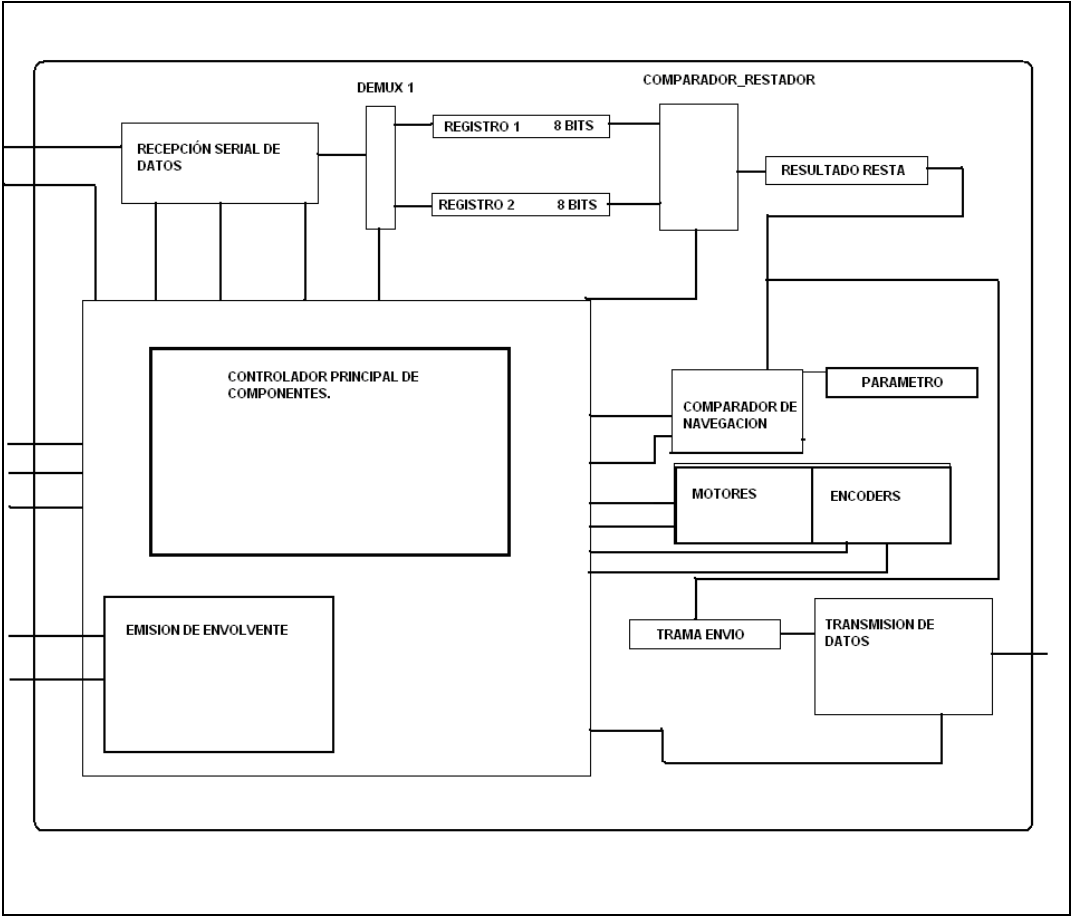 COMPARADOR_RESTADOR
DEMUX 1
REGISTRO 1 8 BITS
RECEPCIÓN SERIAL DE
DATOS
RESULTADO RESTA
REGISTRO 2 8 BITS
CONTROLADOR PRINCIPAL DE
COMPONENTES.
PARAMETRO
COMPARADOR DE
NAVEGACION
MOTORES
ENCODERS
EMISION DE ENVOLVENTE
TRAMA ENVIO
TRANSMISION DE
DATOS